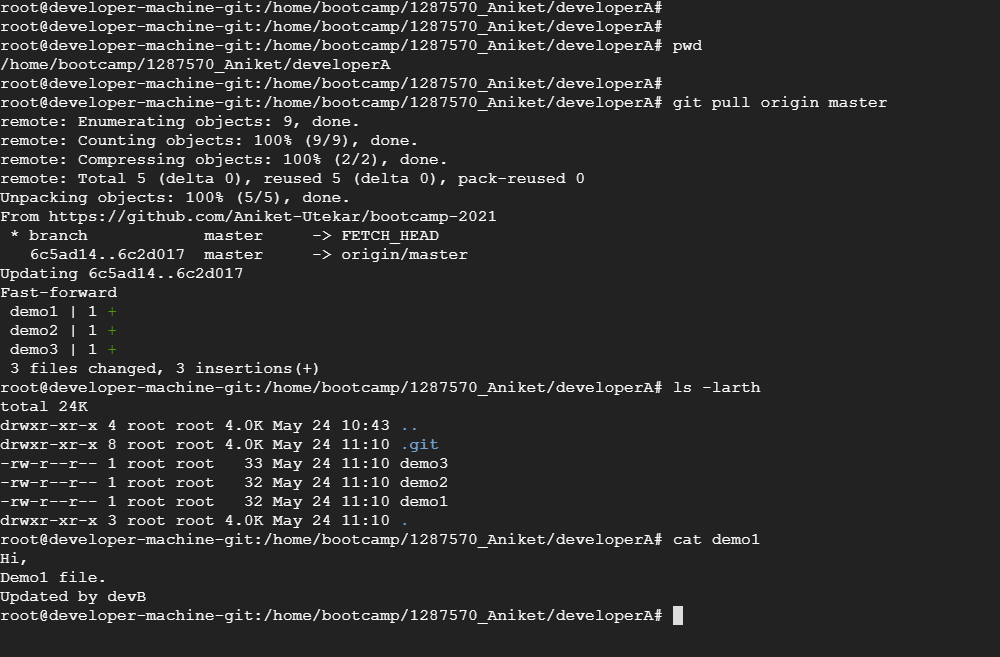 root@developer-machine-git:/home/bootcamp/1287570_Aniket/developerA#
root@developer-machine-git:/home/bootcamp/1287570_Aniket/developerA#
root@developer-machine-git:/home/bootcamp/1287570_Aniket/developerA# pwd
/home/bootcamp/1287570_Aniket/developerA
root@developer-machine-git:/home/bootcamp/1287570_Aniket/developerA#
root@developer-machine-git:/home/bootcamp/1287570_Aniket/developerA# git pull origin master
remote: Enumerating objects: 9, done.
remote: Counting objects: 100% (9/9), done.
remote: Compressing objects: 100% (2/2), done.
remote: Total 5 (delta 0), reused 5 (delta 0), pack-reused 0
Unpacking objects: 100% (5/5), done.
From https://github.com/Aniket-Utekar/bootcamp-2021
 * branch            master     -> FETCH_HEAD
   6c5ad14..6c2d017  master     -> origin/master
Updating 6c5ad14..6c2d017
Fast-forward
 demo1 | 1 +
 demo2 | 1 +
 demo3 | 1 +
 3 files changed, 3 insertions(+)
root@developer-machine-git:/home/bootcamp/1287570_Aniket/developerA# ls -larth
total 24K
drwxr-xr-x 4 root root 4.0K May 24 10:43 ..
drwxr-xr-x 8 root root 4.0K May 24 11:10 .git
-rw-r--r-- 1 root root   33 May 24 11:10 demo3
-rw-r--r-- 1 root root   32 May 24 11:10 demo2
-rw-r--r-- 1 root root   32 May 24 11:10 demo1
drwxr-xr-x 3 root root 4.0K May 24 11:10 .
root@developer-machine-git:/home/bootcamp/1287570_Aniket/developerA# cat demo1
Hi,
Demo1 file.
Updated by devB
root@developer-machine-git:/home/bootcamp/1287570_Aniket/developerA#